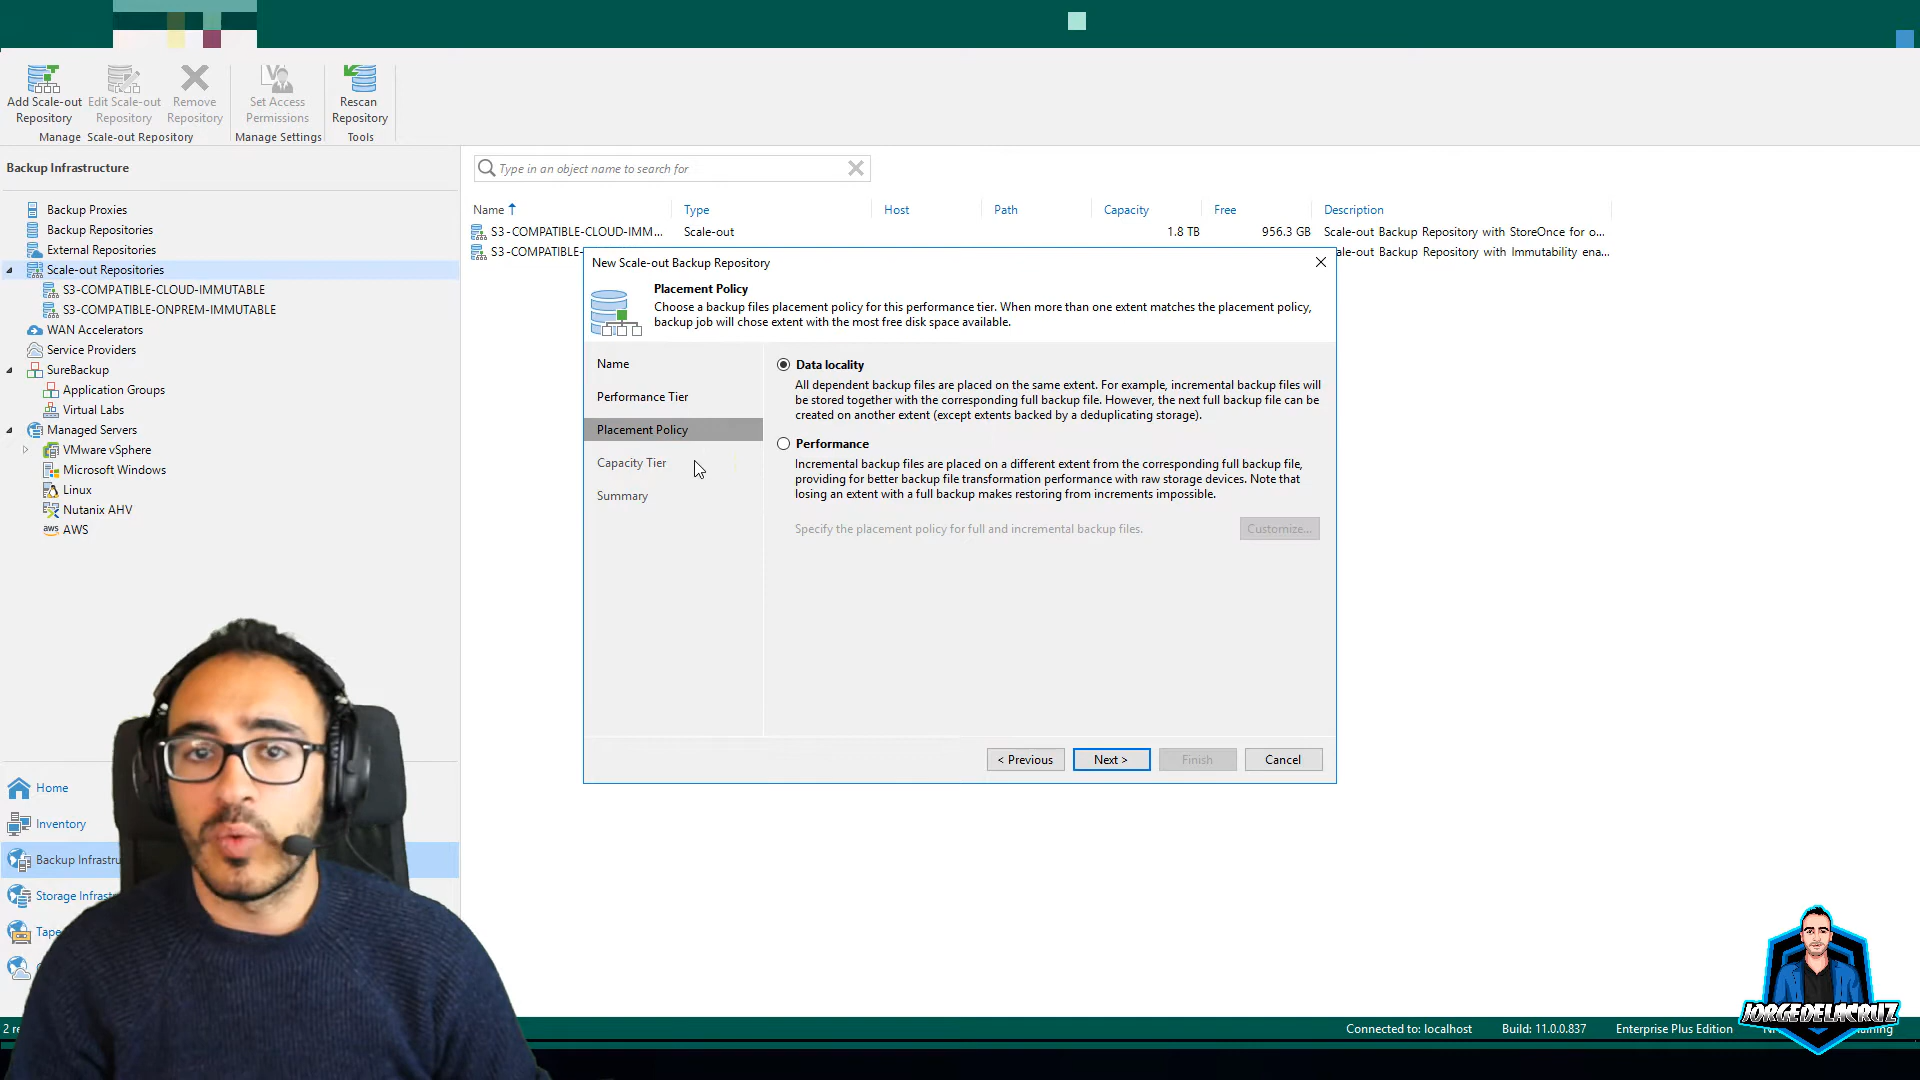 Add Scale-out
Repository
Edit Scale-out
Repository
Remove
Repository
Set Access
Permissions
Rescan
Repository
Manage Scale-out Repository
Manage Settings
Tools
Backup Infrastructure
Backup Proxies
Backup Repositories
External Repositories
Scale-out Repositories
S3-COMPATIBLE-CLOUD-IMMUTABLE
S3-COMPATIBLE-ONPREM-IMMUTABLE
WAN Accelerators
Service Providers
SureBackup
Application Groups
Virtual Labs
Managed Servers
VMware vSphere
Microsoft Windows
Linux
Nutanix AHV
aws AWS
Home
Inventory
Backup Infrastru
Storage Infrast
Tape
Type in an object name to search for
Name Type Host Path Capacity Free Description
S3-COMPATIBLE-CLOUD-IMM... Scale-out 1.8 TB 956.3 GB Scale-out Backup Repository with StoreOnce for o...
S3-COMPATIBLE- ale-out Backup Repository with Immutability ena...
New Scale-out Backup Repository
Placement Policy
Choose a backup files placement policy for this performance tier. When more than one extent matches the placement policy,
backup job will chose extent with the most free disk space available.
Name
Performance Tier
Placement Policy
Capacity Tier
Summary
Data locality
All dependent backup files are placed on the same extent. For example, incremental backup files will
be stored together with the corresponding full backup file. However, the next full backup file can be
created on another extent (except extents backed by a deduplicating storage).
Performance
Incremental backup files are placed on a different extent from the corresponding full backup file,
providing for better backup file transformation performance with raw storage devices. Note that
losing an extent with a full backup makes restoring from increments impossible.
Specify the placement policy for full and incremental backup files.
Customize...
< Previous
Next >
Finish
Cancel
JORGEDELACRUZ
2 re
Connected to: localhost
Build: 11.0.0.837
Enterprise Plus Edition